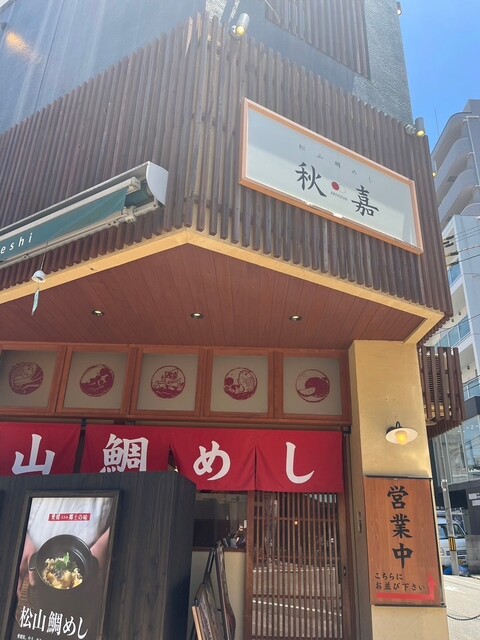 松山鯛めし
秋嘉
eshi
山鯛めし
営業中
こちらに
お並び下さい
松山鯛めし